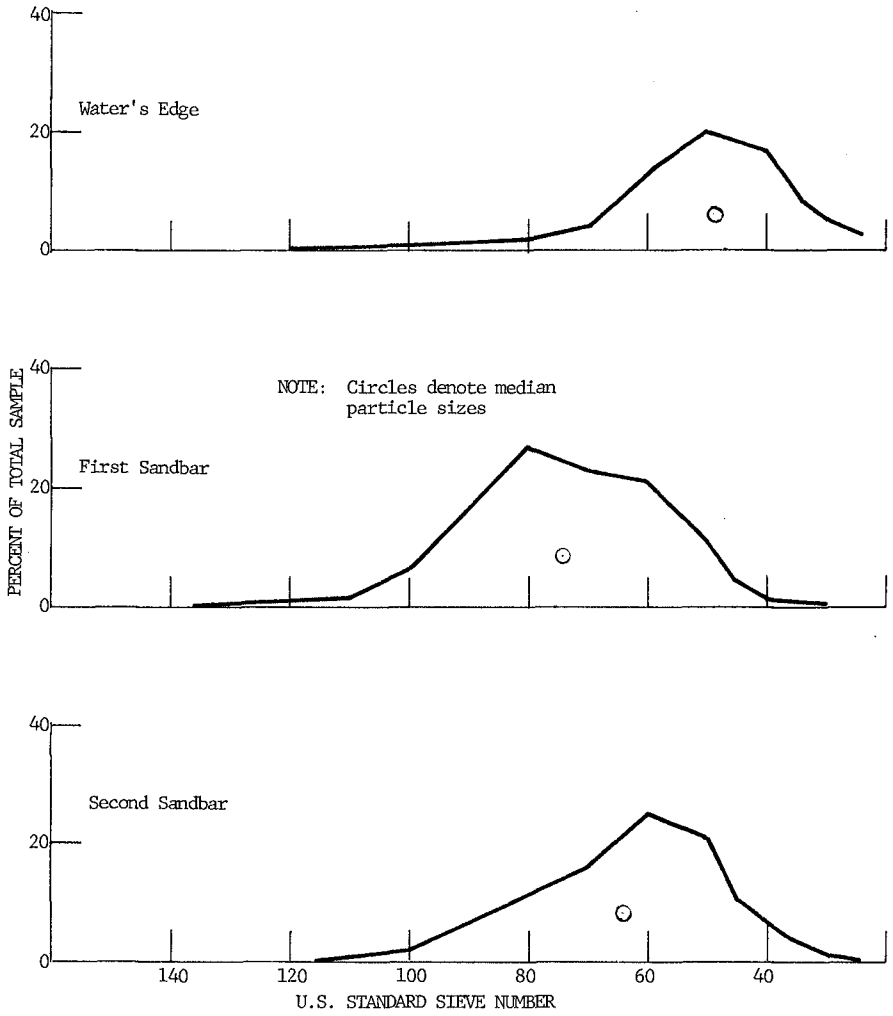 40
Water's Edge
20
0
PERCENT OF TOTAL SAMPLE
40
NOTE: Circles denote median
particle sizes
First Sandbar
20
0
40
Second Sandbar
20
0
140 120 100 80 60 40
U.S. STANDARD SIEVE NUMBER